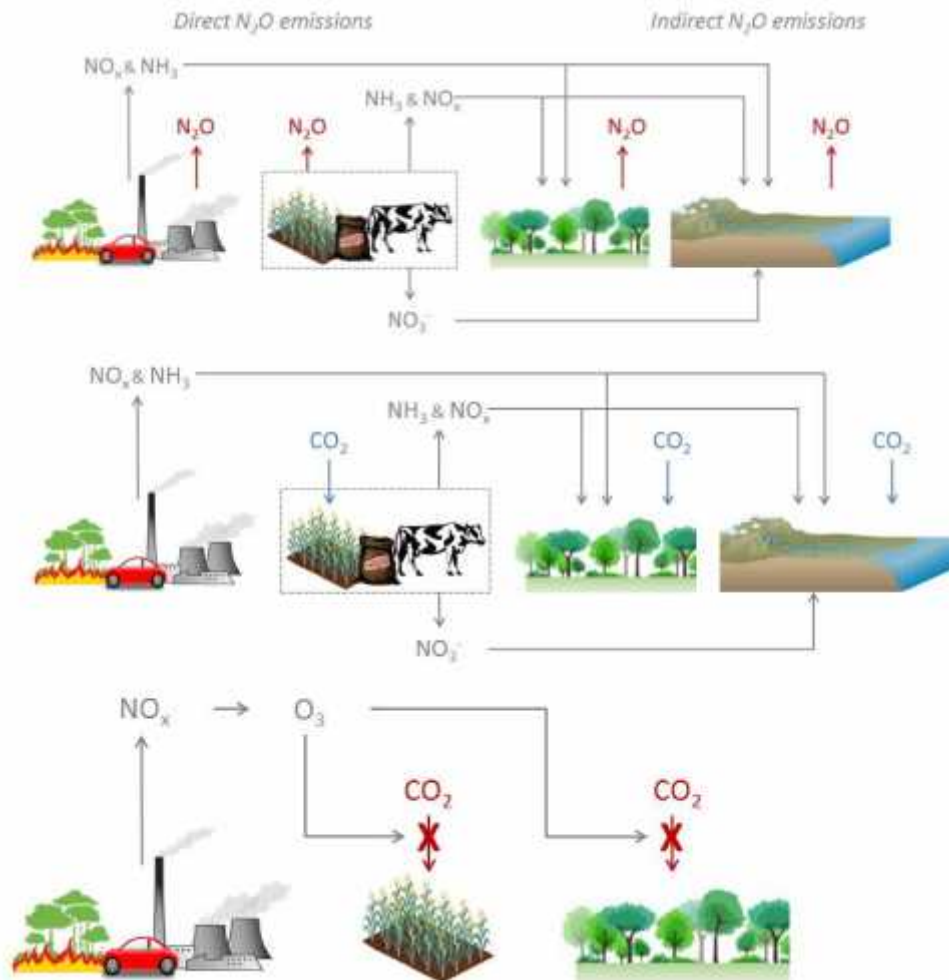 Direct N₂O emissions
Indirect N₂O emissions
NOₓ & NH₃
NH₃ & NOₓ
N₂O
N₂O
N₂O
N₂O
NO₃⁻
NOₓ & NH₃
NH₃ & NOₓ
CO₂
CO₂
CO₂
NO₃⁻
NOₓ
O₃
CO₂
CO₂
X
X